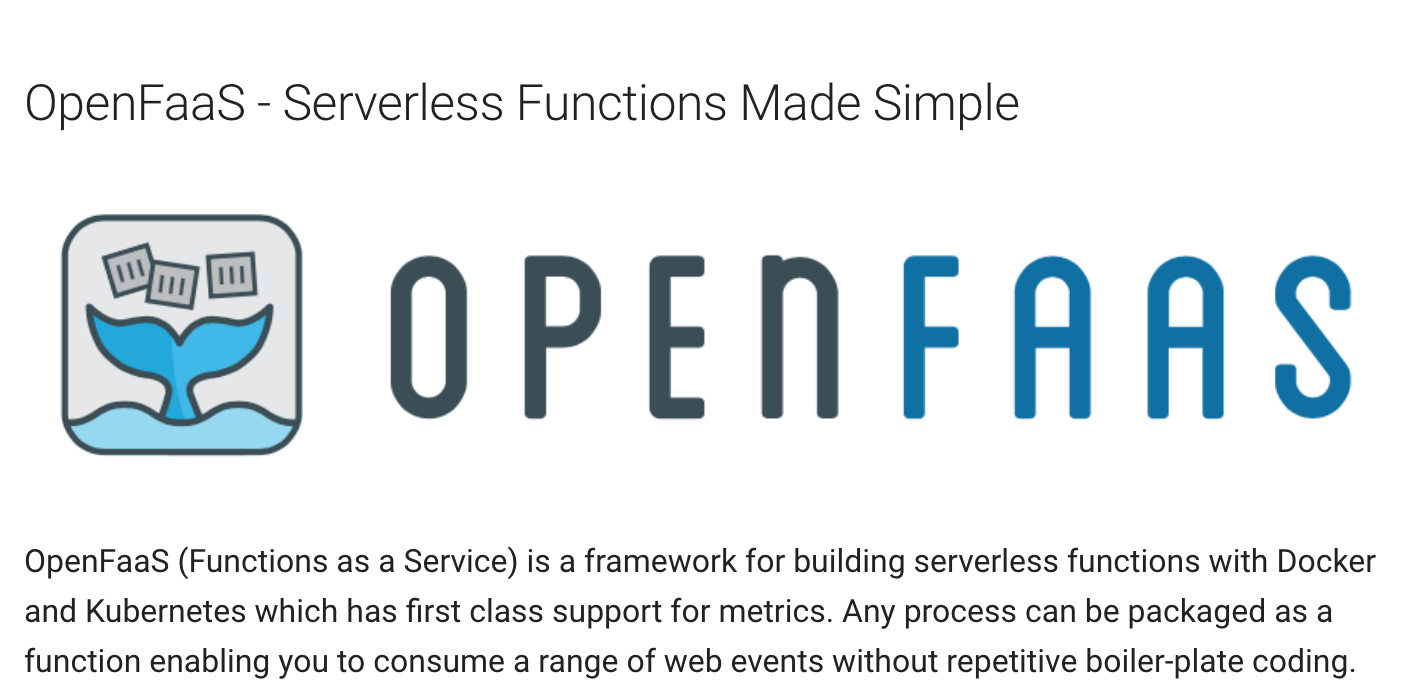 OpenFaaS - Serverless Functions Made Simple
OPEnFAAS
OpenFaaS (Functions as a Service) is a framework for building serverless functions with Docker
and Kubernetes which has first class support for metrics. Any process can be packaged as a
function enabling you to consume a range of web events without repetitive boiler-plate coding.